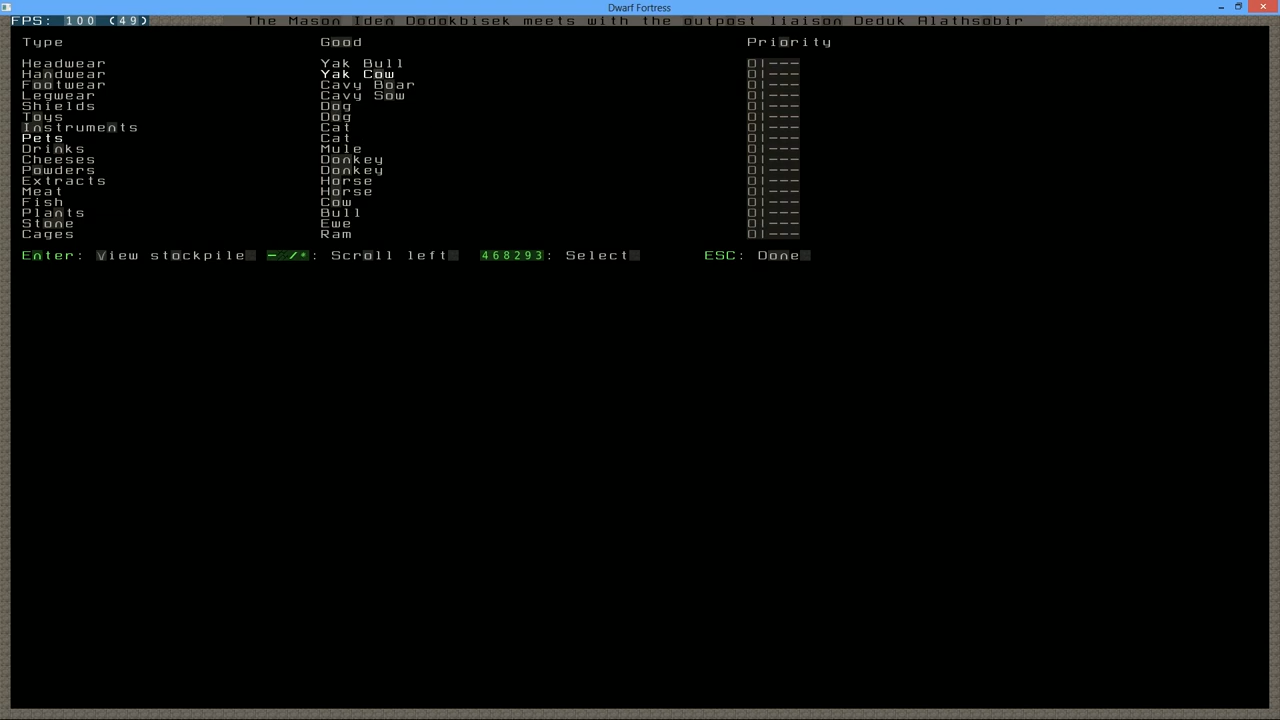 Dwarf Fortress
FPS: 100 (49) The Mason Iden Dodokbisek meets with the outpost liaison Deduk Alathsobir
Type Good Priority
Headwear Yak Bull 0|---
Handwear Yak Cow 0|---
Footwear Cavy Boar 0|---
Legwear Cavy Sow 0|---
Shields Dog 0|---
Toys Dog 0|---
Instruments Cat 0|---
Pets Cat 0|---
Drinks Mule 0|---
Cheeses Donkey 0|---
Powders Donkey 0|---
Extracts Horse 0|---
Meat Horse 0|---
Fish Cow 0|---
Plants Bull 0|---
Stone Ewe 0|---
Cages Ram 0|---
Enter: View stockpile -/*: Scroll left 468293: Select ESC: Done